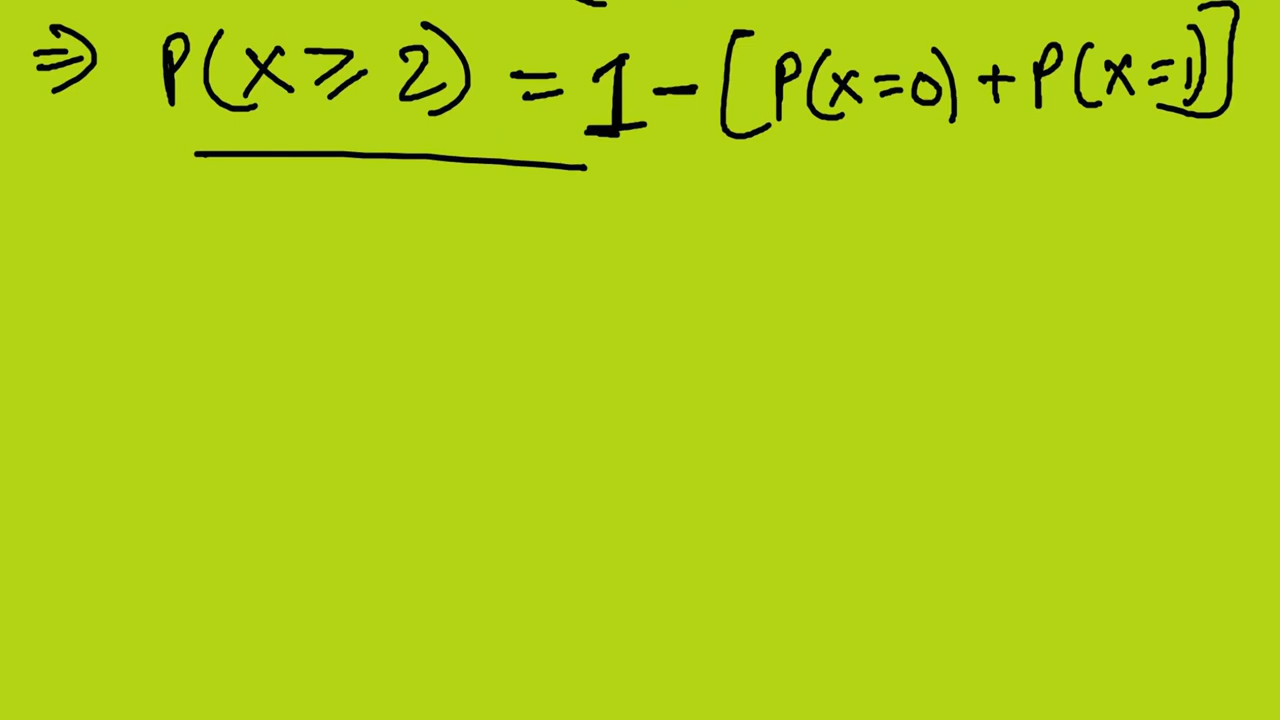 ⇒ P(X ≥ 2) = 1 - [P(X=0) + P(X=1)]